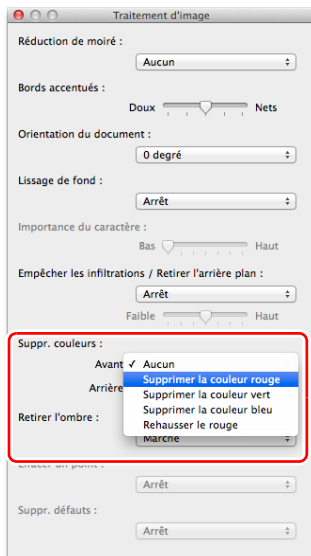 Traitement d'image
Réduction de moiré :
Aucun
Bords accentués :
Doux Nets
Orientation du document :
0 degré
Lissage de fond :
Arrêt
Importance du caractère :
Bas Haut
Empêcher les infiltrations / Retirer l'arrière plan :
Arrêt
Faible Haut
Suppr. couleurs :
Avant ✓ Aucun
Supprimer la couleur rouge
Arrière Supprimer la couleur vert
Supprimer la couleur bleu
Retirer l'ombre : Rehausser le rouge
Marche
Effacer un point :
Arrêt
Suppr. défauts :
Arrêt